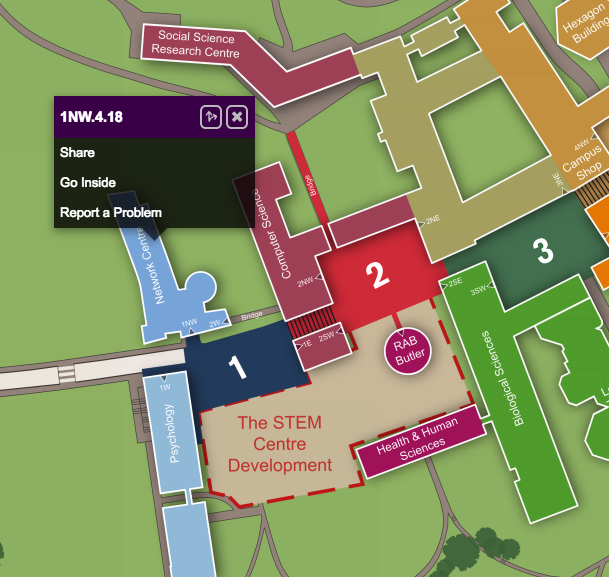 Hexagon
Building
Social Science
Research Centre
1NW.4.18
Share
Go Inside
Report a Problem
4NW
Campus
Shop
3NE
Bridge
2NE
Computer Science
Network Centre
2NW
2
3
2SE
3SW
1NW
2W
Bridge
1E
2SW
RAB
Butler
1
1W
Psychology
Biological Sciences
The STEM
Centre
Development
Health & Human
Sciences